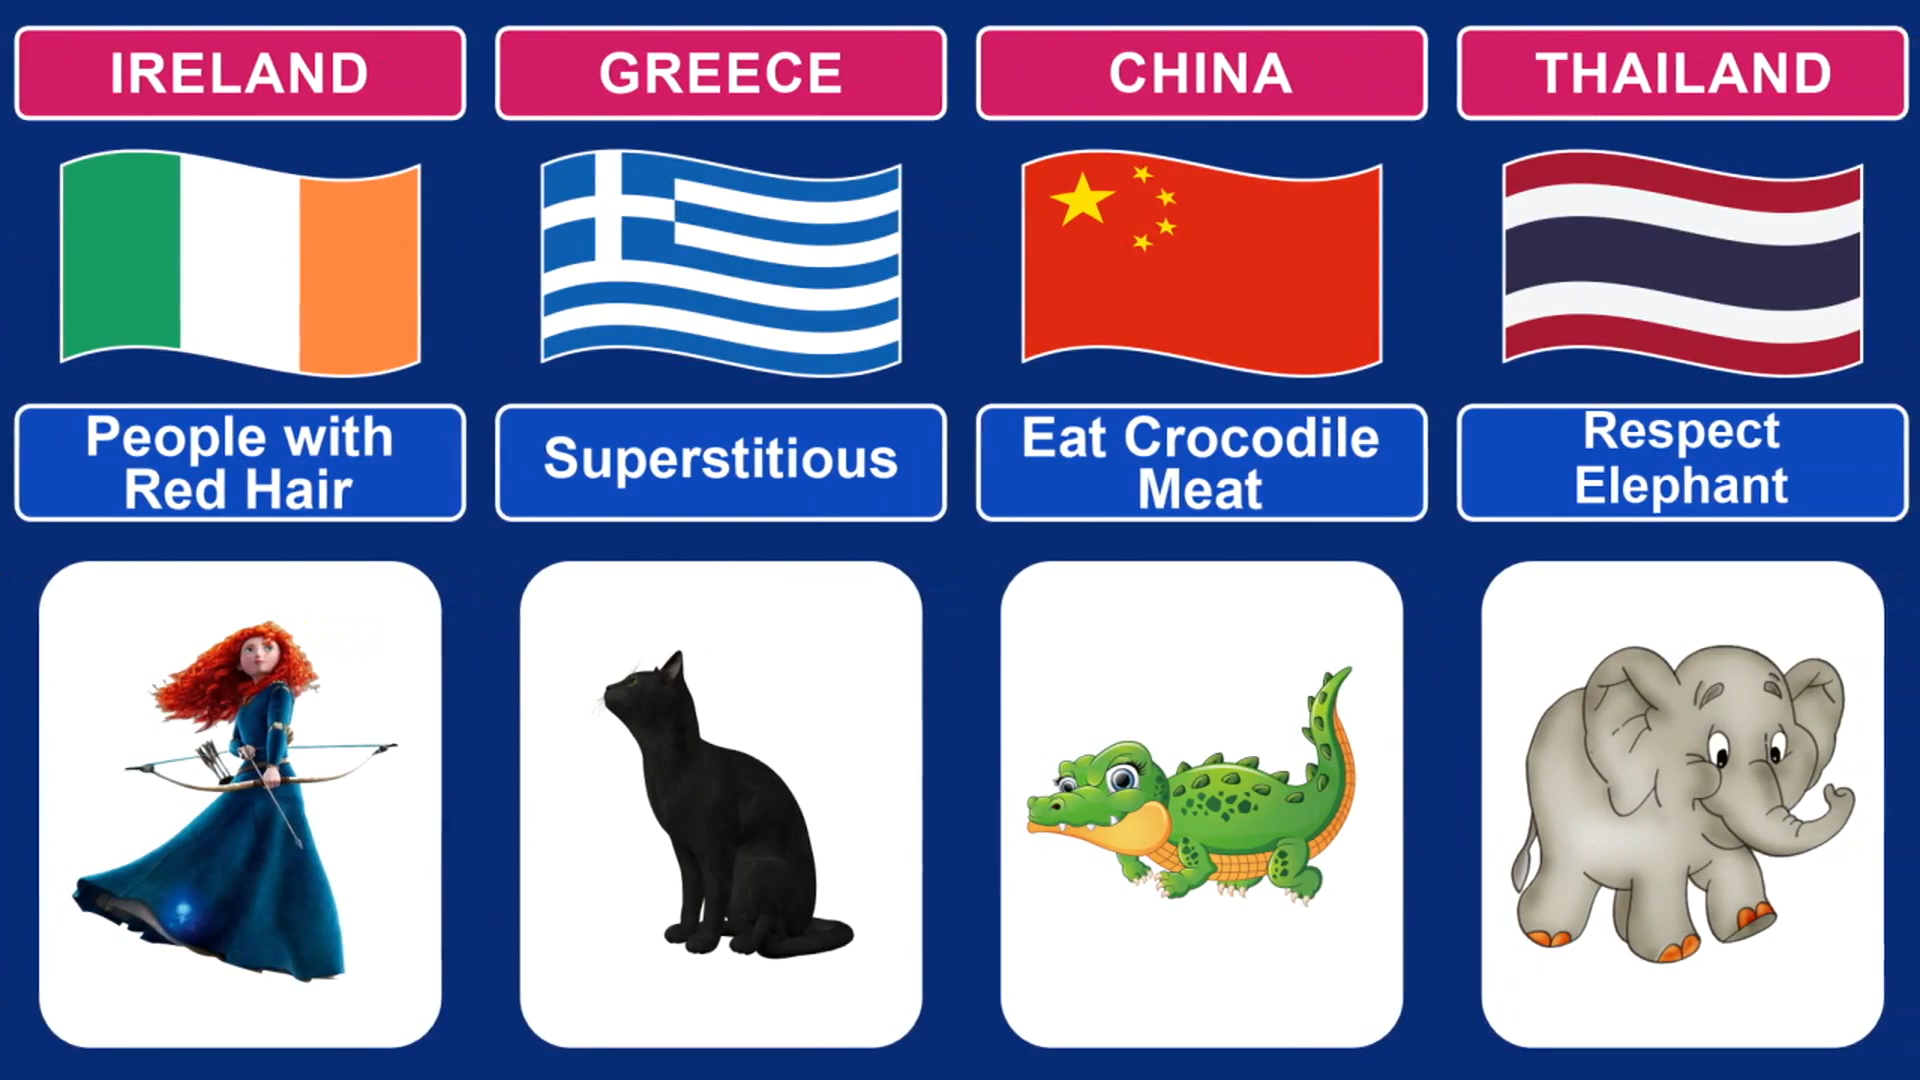 IRELAND
GREECE
CHINA
THAILAND
People with
Red Hair
Superstitious
Eat Crocodile
Meat
Respect
Elephant